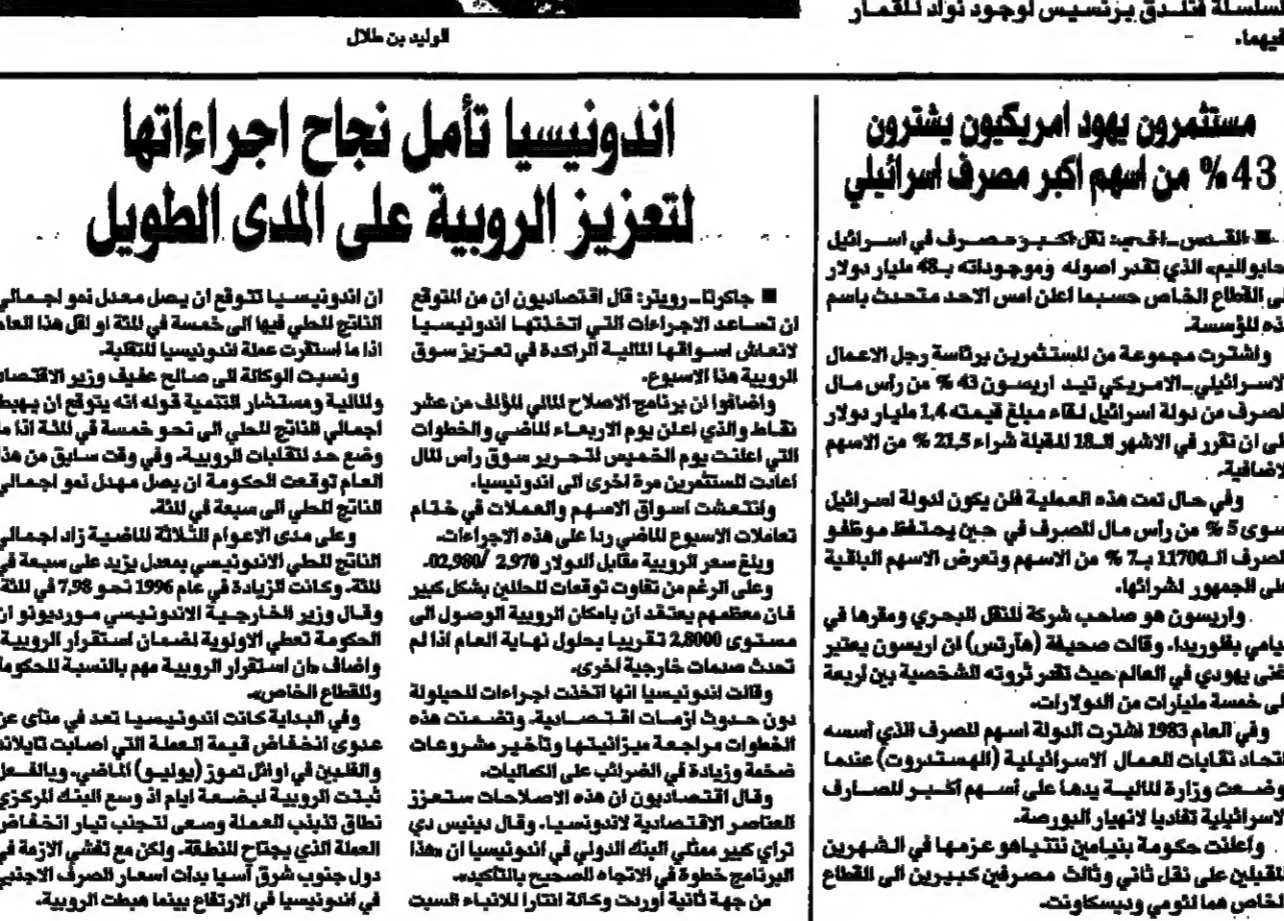 لسلسلة فنادق برنسيس لوجود نواد للقمار
فيهما.
الوليد بن طلال
مستثمرون يهود امريكيون يشترون
43% من اسهم اكبر مصرف اسرائيلي
■ القدس ـ اف ب: نقل اكبر مصرف في اسرائيل
هابواليم، الذي تقدر اصوله وموجوداته بـ48 مليار دولار
الى القطاع الخاص حسبما اعلن امس الاحد متحدث باسم
هذه المؤسسة.
واشترت مجموعة من المستثمرين برئاسة رجل الاعمال
الاسرائيلي ـ الامريكي تيد اريسون 43 % من رأس مال
المصرف من دولة اسرائيل لقاء مبلغ قيمته 1,4 مليار دولار
على ان تقرر في الاشهر الـ18 المقبلة شراء 21,5 % من الاسهم
الاضافية.
وفي حال تمت هذه العملية فلن يكون لدولة اسرائيل
سوى 5 % من راس مال المصرف في حين يحتفظ موظفو
المصرف الـ11700 بـ7 % من الاسهم وتعرض الاسهم الباقية
على الجمهور لشرائها.
واريسون هو صاحب شركة للنقل البحري ومقرها في
ميامي بفلوريدا. وقالت صحيفة (هآرتس) ان اريسون يعتبر
اغنى يهودي في العالم حيث تقدر ثروته الشخصية بين اربعة
الى خمسة مليارات من الدولارات.
وفي العام 1983 اشترت الدولة اسهم المصرف الذي أسسه
اتحاد نقابات العمال الاسرائيلية (الهستدروت) عندما
وضعت وزارة المالية يدها على أسهم أكبر المصارف
الاسرائيلية تفاديا لانهيار البورصة.
وأعلنت حكومة بنيامين نتنياهو عزمها في الشهرين
المقبلين على نقل ثاني وثالث مصرفين كبيرين الى القطاع
الخاص هما لئومي وديسكاونت.
اندونيسيا تأمل نجاح اجراءاتها
لتعزيز الروبية على المدى الطويل
■ جاكرتا ـ رويتر: قال اقتصاديون ان من المتوقع
ان تساعد الاجراءات التي اتخذتها اندونيسيا
لانعاش اسواقها المالية الراكدة في تعزيز سوق
الروبية هذا الاسبوع.
واضافوا ان برنامج الاصلاح المالي المؤلف من عشر
نقاط والذي اعلن يوم الاربعاء الماضي والخطوات
التي اعلنت يوم الخميس لتحرير سوق رأس المال
أعادت المستثمرين مرة اخرى الى اندونيسيا.
وانتعشت اسواق الاسهم والعملات في ختام
تعاملات الاسبوع الماضي ردا على هذه الاجراءات.
وبلغ سعر الروبية مقابل الدولار 2,970 /02,980.
وعلى الرغم من تفاوت توقعات المحللين بشكل كبير
فان معظمهم يعتقد أن بامكان الروبية الوصول الى
مستوى 2,8000 تقريبا بحلول نهاية العام اذا لم
تحدث صدمات خارجية اخرى.
وقالت اندونيسيا انها اتخذت اجراءات للحيلولة
دون حدوث ازمات اقتصادية. وتضمنت هذه
الخطوات مراجعة ميزانيتها وتأخير مشروعات
ضخمة وزيادة في الضرائب على الكماليات.
وقال اقتصاديون ان هذه الاصلاحات ستعزز
العناصر الاقتصادية لاندونسيا. وقال دينيس دي
تراي كبير ممثلي البنك الدولي في اندونيسيا ان «هذا
البرنامج خطوة في الاتجاه الصحيح بالتأكيد».
من جهة ثانية أوردت وكالة انتارا للانباء السبت
ان اندونيسيا تتوقع ان يصل معدل نمو اجمالي
الناتج المحلي فيها الى خمسة في المئة او اقل هذا العام
اذا ما استقرت عملة اندونيسيا المتقلبة.
ونسبت الوكالة الى صالح عفيف وزير الاقتصاد
والمالية ومستشار التنمية قوله انه يتوقع ان يهبط
اجمالي الناتج المحلي الى نحو خمسة في المئة اذا ما
وضع حد لتقلبات الروبية. وفي وقت سابق من هذا
العام توقعت الحكومة ان يصل مهدل نمو اجمالي
الناتج المحلي الى سبعة في المئة.
وعلى مدى الاعوام الثلاثة الماضية زاد اجمالي
الناتج المحلي الاندونيسي بمعدل يزيد على سبعة في
المئة. وكانت الزيادة في عام 1996 نحو 7,98 في المئة.
وقال وزير الخارجية الاندونيسي مورديونو ان
الحكومة تعطي الاولوية لضمان استقرار الروبية.
واضاف «ان استقرار الروبية مهم بالنسبة للحكومة
وللقطاع الخاص».
وفي البداية كانت اندونيسيا تعد في منأى عن
عدوى انخفاض قيمة العملة التي اصابت تايلاند
والفلبين في اوائل تموز (يوليو) الماضي. وبالفعل
ثبتت الروبية لبضعة ايام اذ وسع البنك المركزي
نطاق تذبذب العملة وسعى لتجنب تيار انخفاض
العملة الذي يجتاح المنطقة. ولكن مع تفشي الازمة في
دول جنوب شرق آسيا بدأت اسعار الصرف الاجنبي
في اندونيسيا في الارتفاع بينما هبطت الروبية.